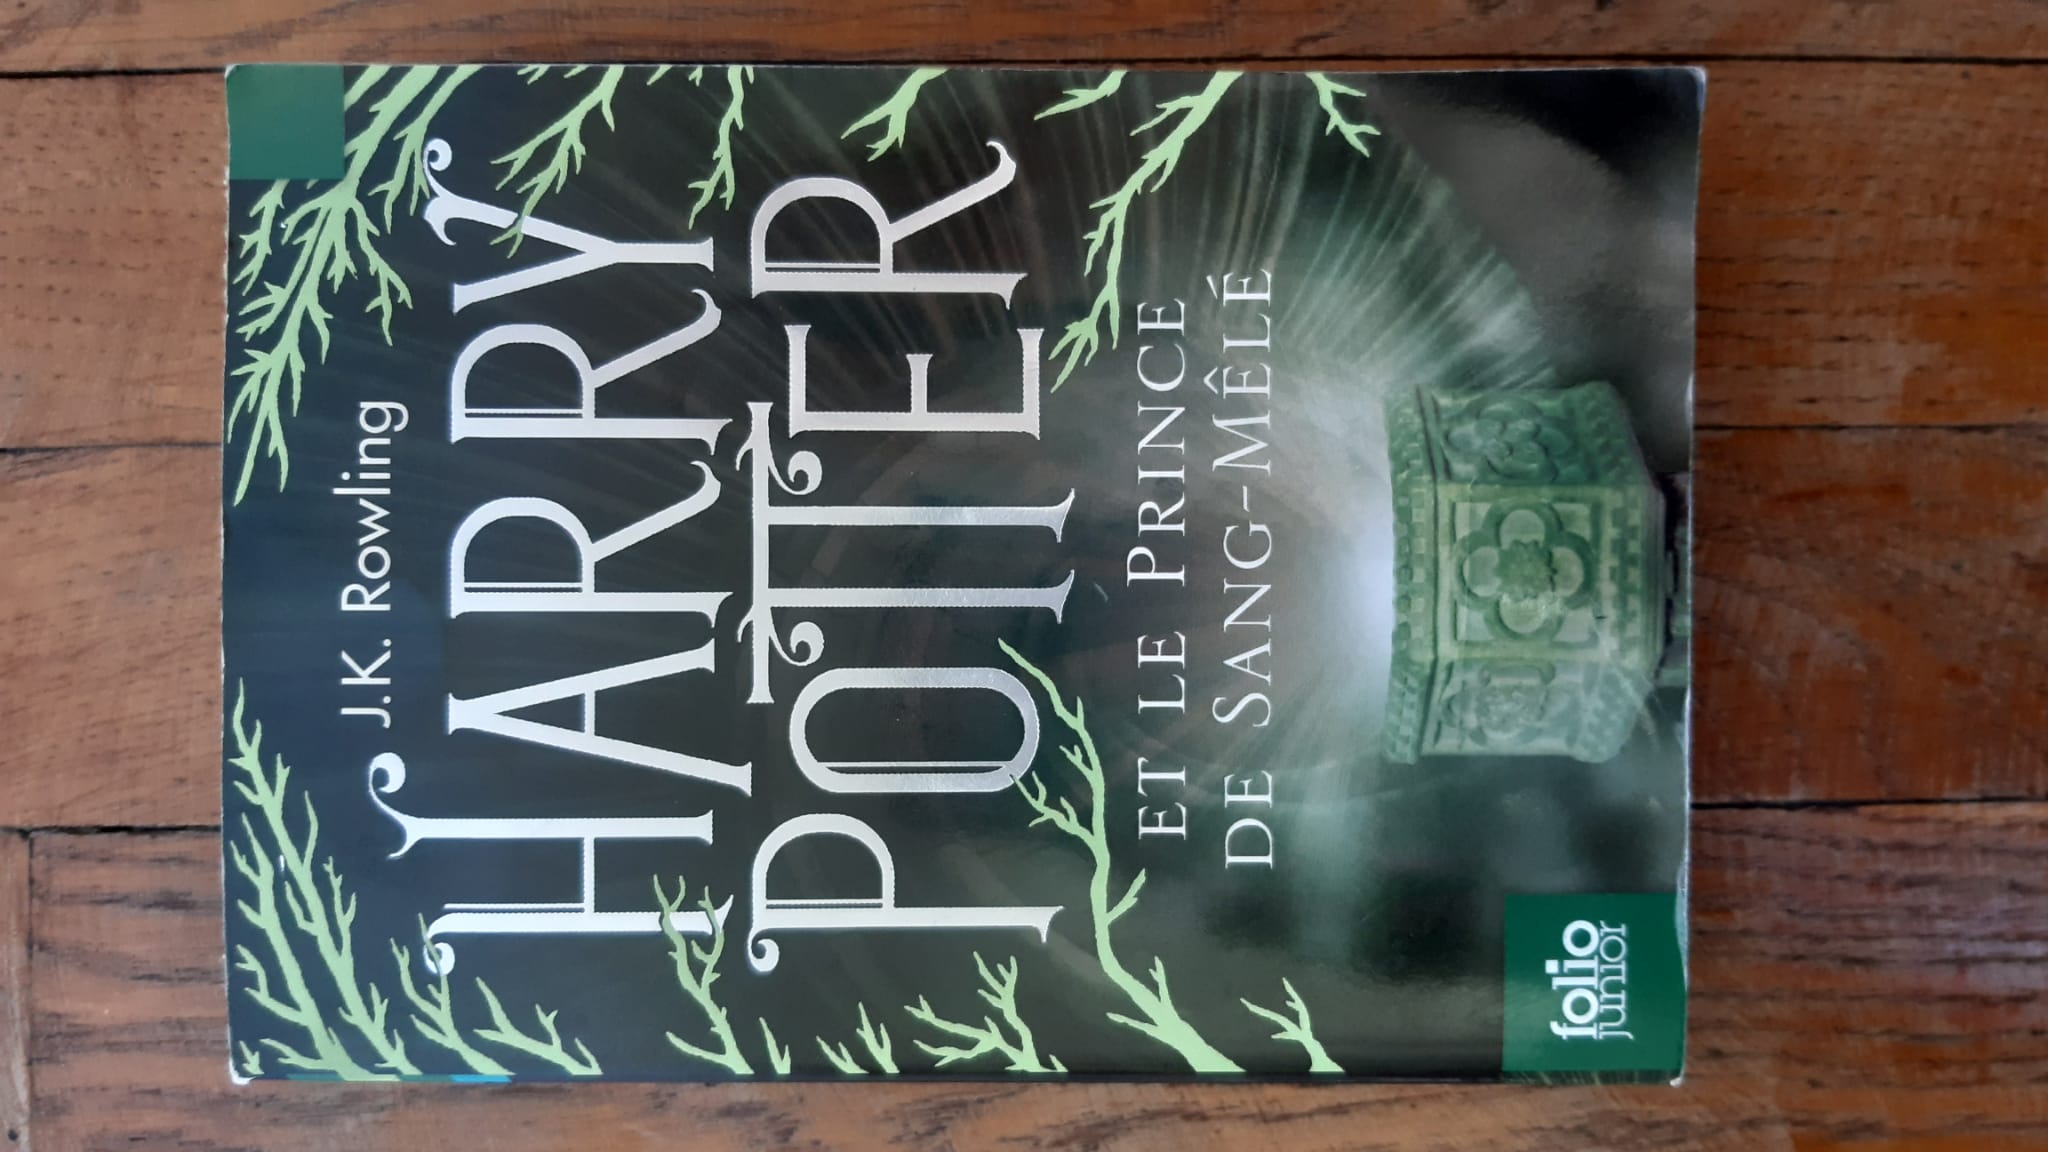 J.K. Rowling
HARRY
POTTER
ET LE PRINCE
DE SANG-MÊLÉ
folio
junior